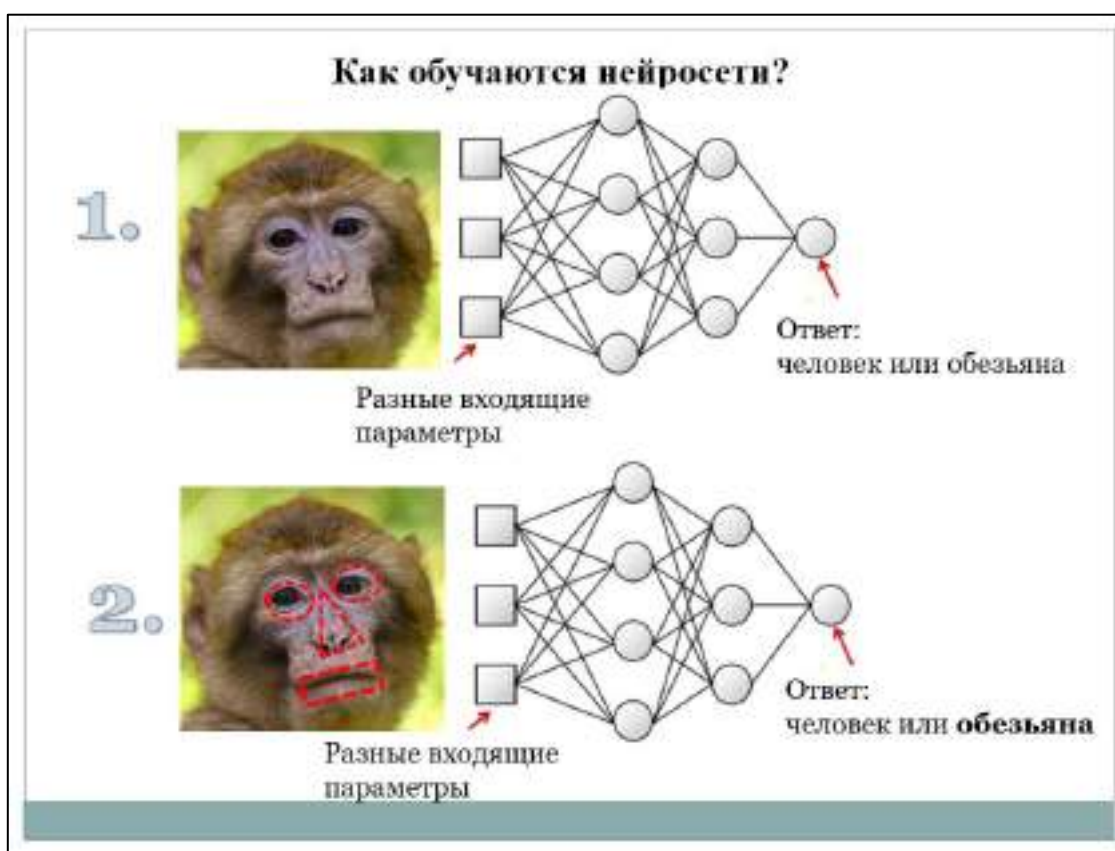 Как обучаются нейросети?
1.
Ответ:
человек или обезьяна
Разные входящие
параметры
2.
Ответ:
человек или обезьяна
Разные входящие
параметры